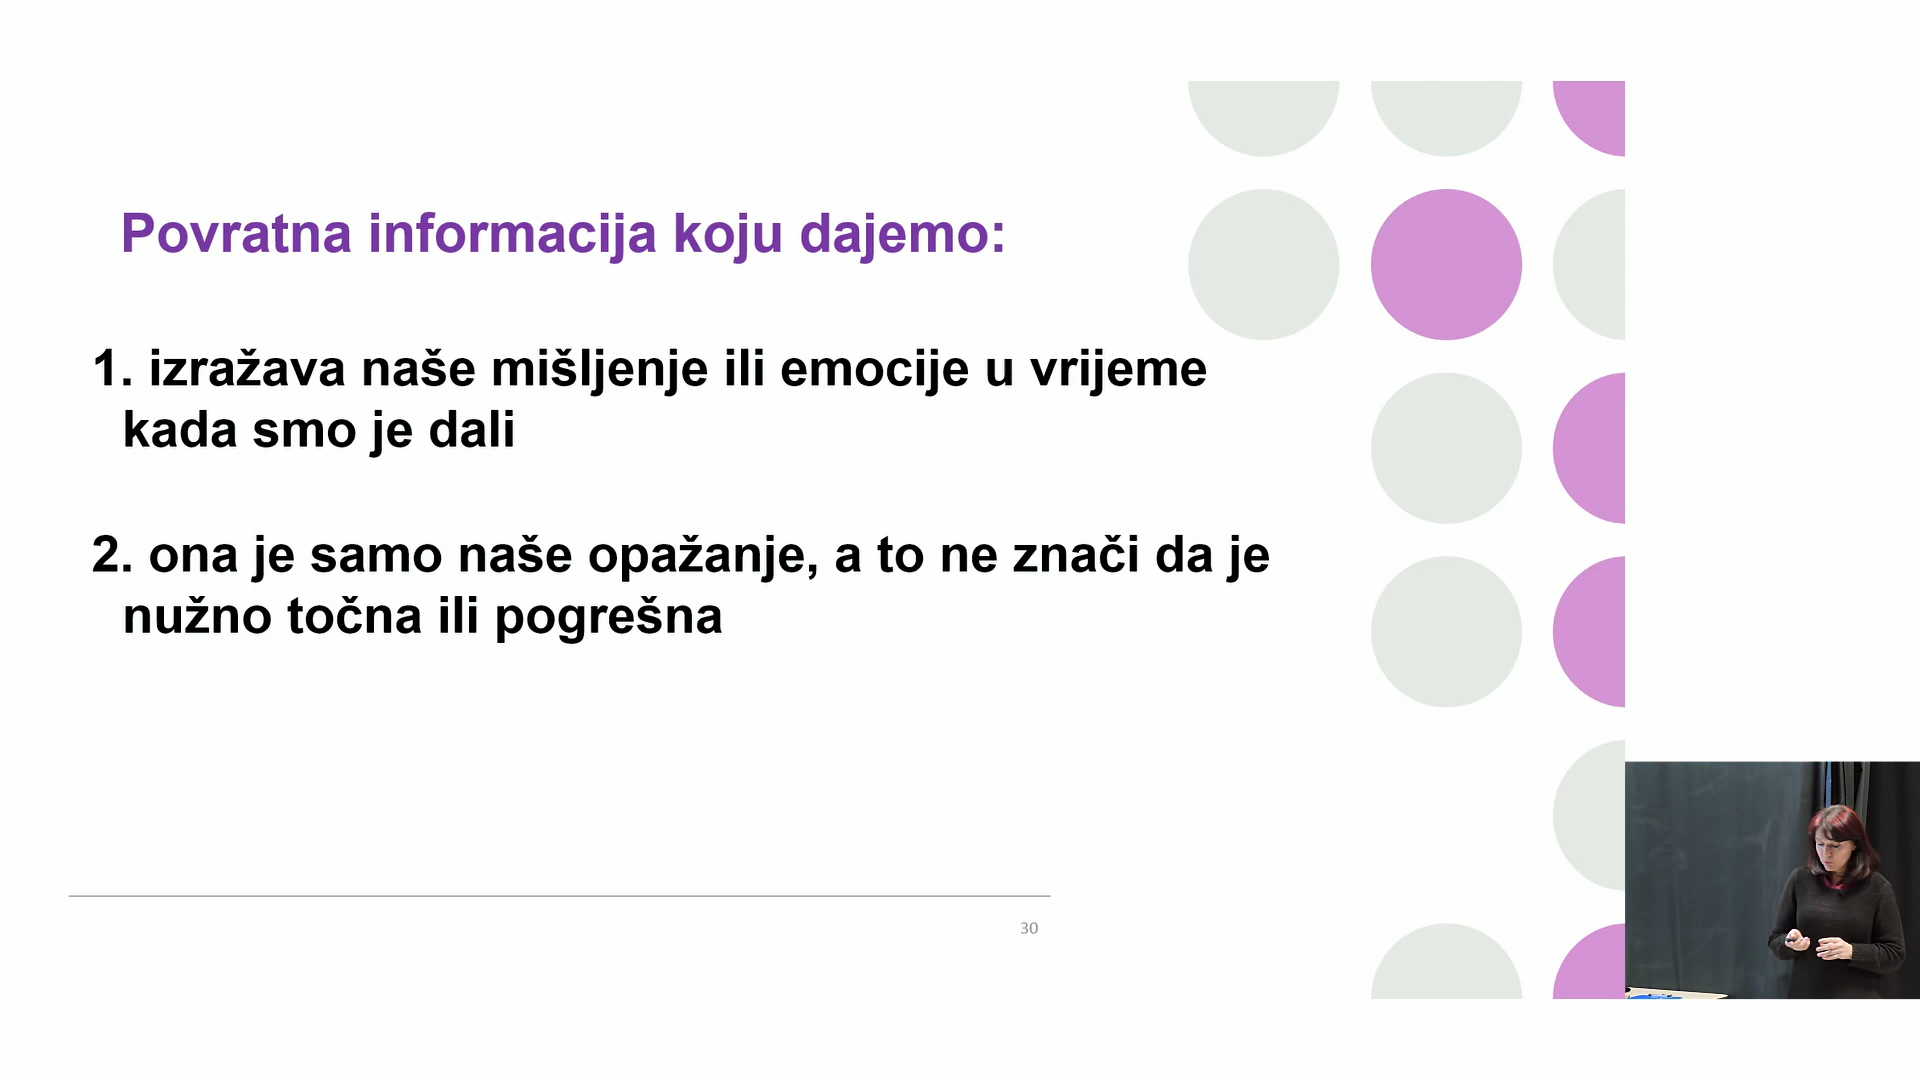 Povratna informacija koju dajemo:
1. izražava naše mišljenje ili emocije u vrijeme
kada smo je dali
2. ona je samo naše opažanje, a to ne znači da je
nužno točna ili pogrešna
30